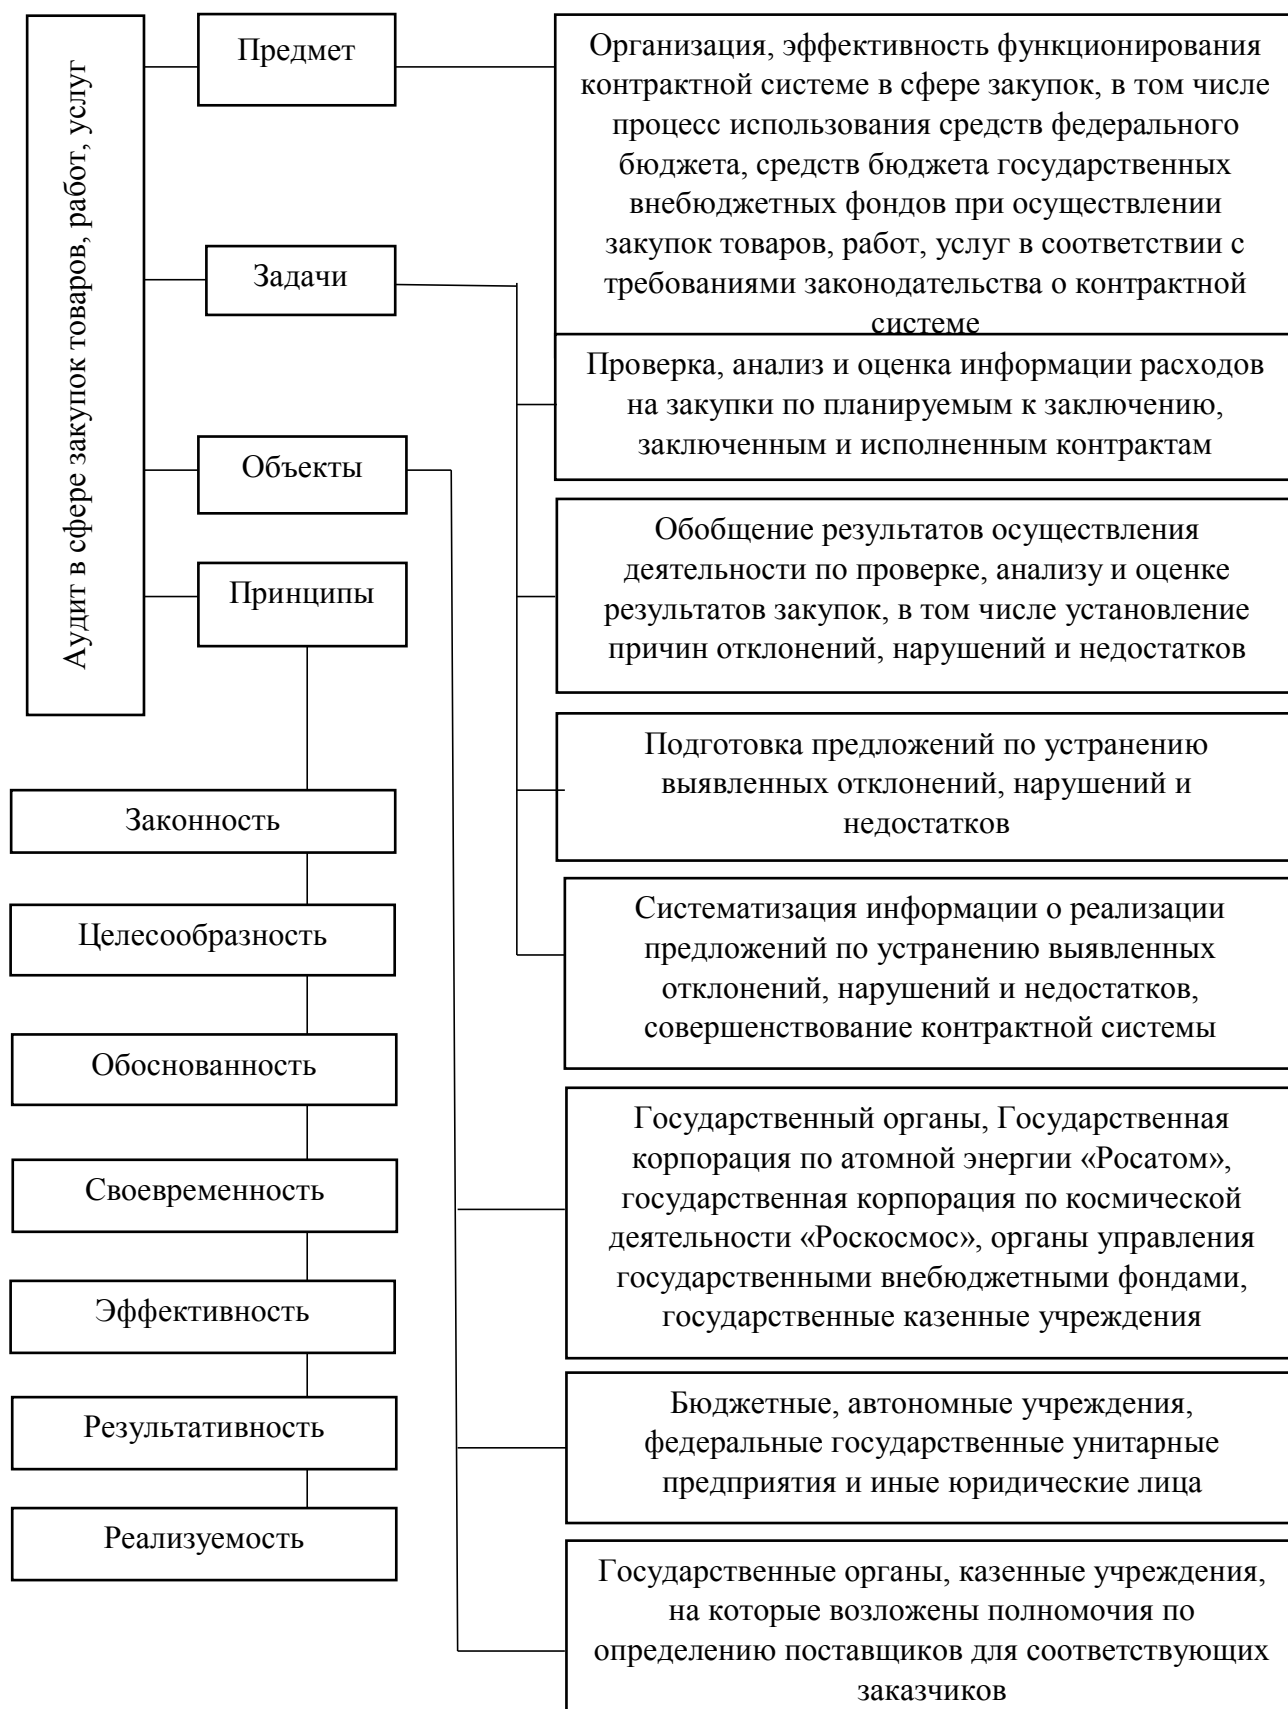 Аудит в сфере закупок товаров, работ, услуг
Предмет
Организация, эффективность функционирования
контрактной системе в сфере закупок, в том числе
процесс использования средств федерального
бюджета, средств бюджета государственных
внебюджетных фондов при осуществлении
закупок товаров, работ, услуг в соответствии с
требованиями законодательства о контрактной
системе
Задачи
Проверка, анализ и оценка информации расходов
на закупки по планируемым к заключению,
заключенным и исполненным контрактам
Обобщение результатов осуществления
деятельности по проверке, анализу и оценке
результатов закупок, в том числе установление
причин отклонений, нарушений и недостатков
Подготовка предложений по устранению
выявленных отклонений, нарушений и
недостатков
Систематизация информации о реализации
предложений по устранению выявленных
отклонений, нарушений и недостатков,
совершенствование контрактной системы
Объекты
Государственный органы, Государственная
корпорация по атомной энергии «Росатом»,
государственная корпорация по космической
деятельности «Роскосмос», органы управления
государственными внебюджетными фондами,
государственные казенные учреждения
Бюджетные, автономные учреждения,
федеральные государственные унитарные
предприятия и иные юридические лица
Государственные органы, казенные учреждения,
на которые возложены полномочия по
определению поставщиков для соответствующих
заказчиков
Принципы
Законность
Целесообразность
Обоснованность
Своевременность
Эффективность
Результативность
Реализуемость